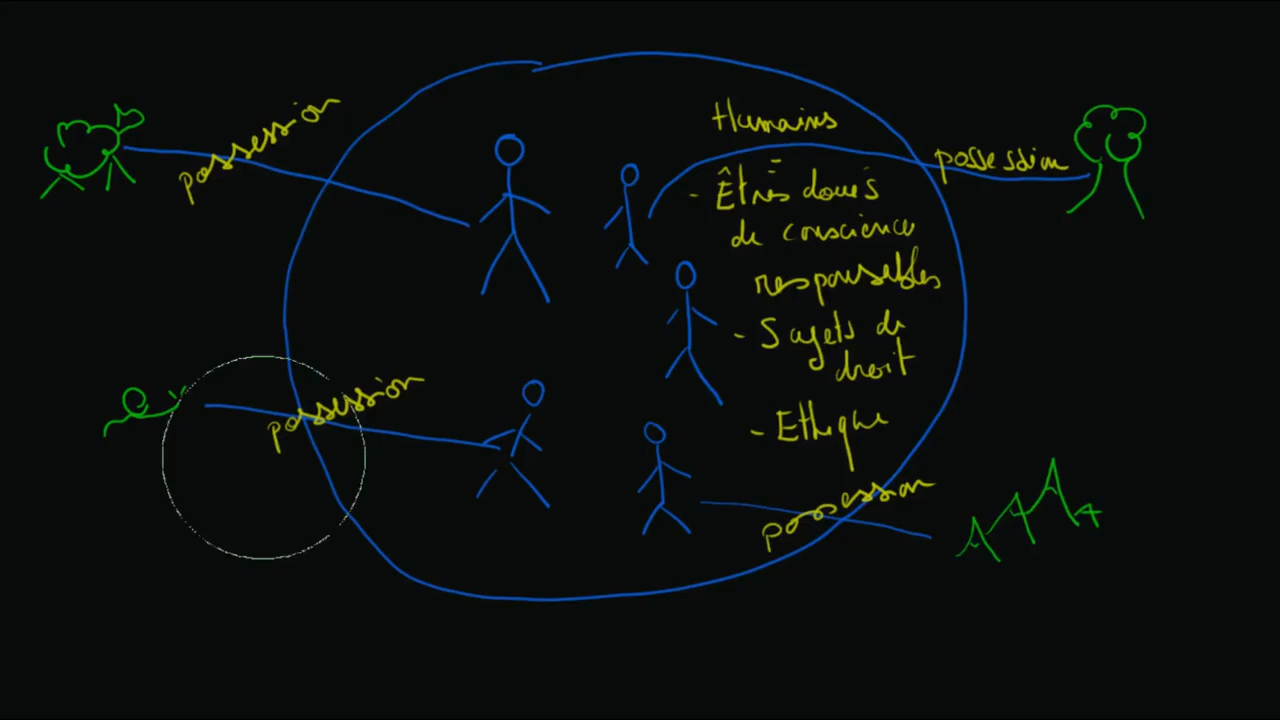 possession
Humains
possession
- Êtres doués
de conscience
responsables
- Sujets de
droit
possession
- Ethique
possession